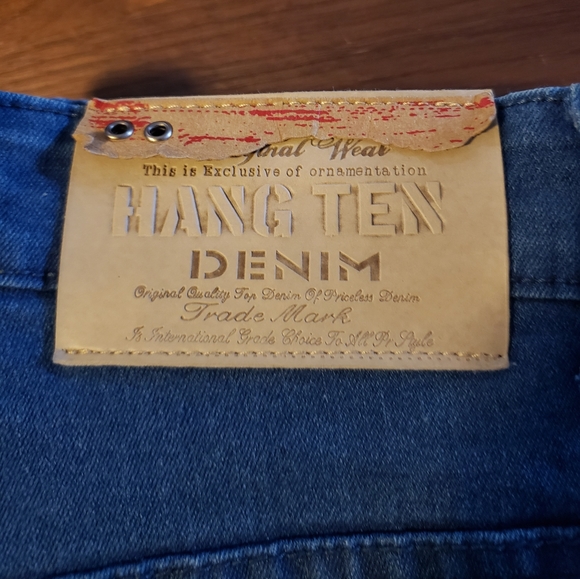 ginal Wear
This is Exclusive of ornamentation
HANG TEN
DENIM
Original Quality Top Denim Of Priceless Denim
Trade Mark
Is International Grade Choice To All Pr Style